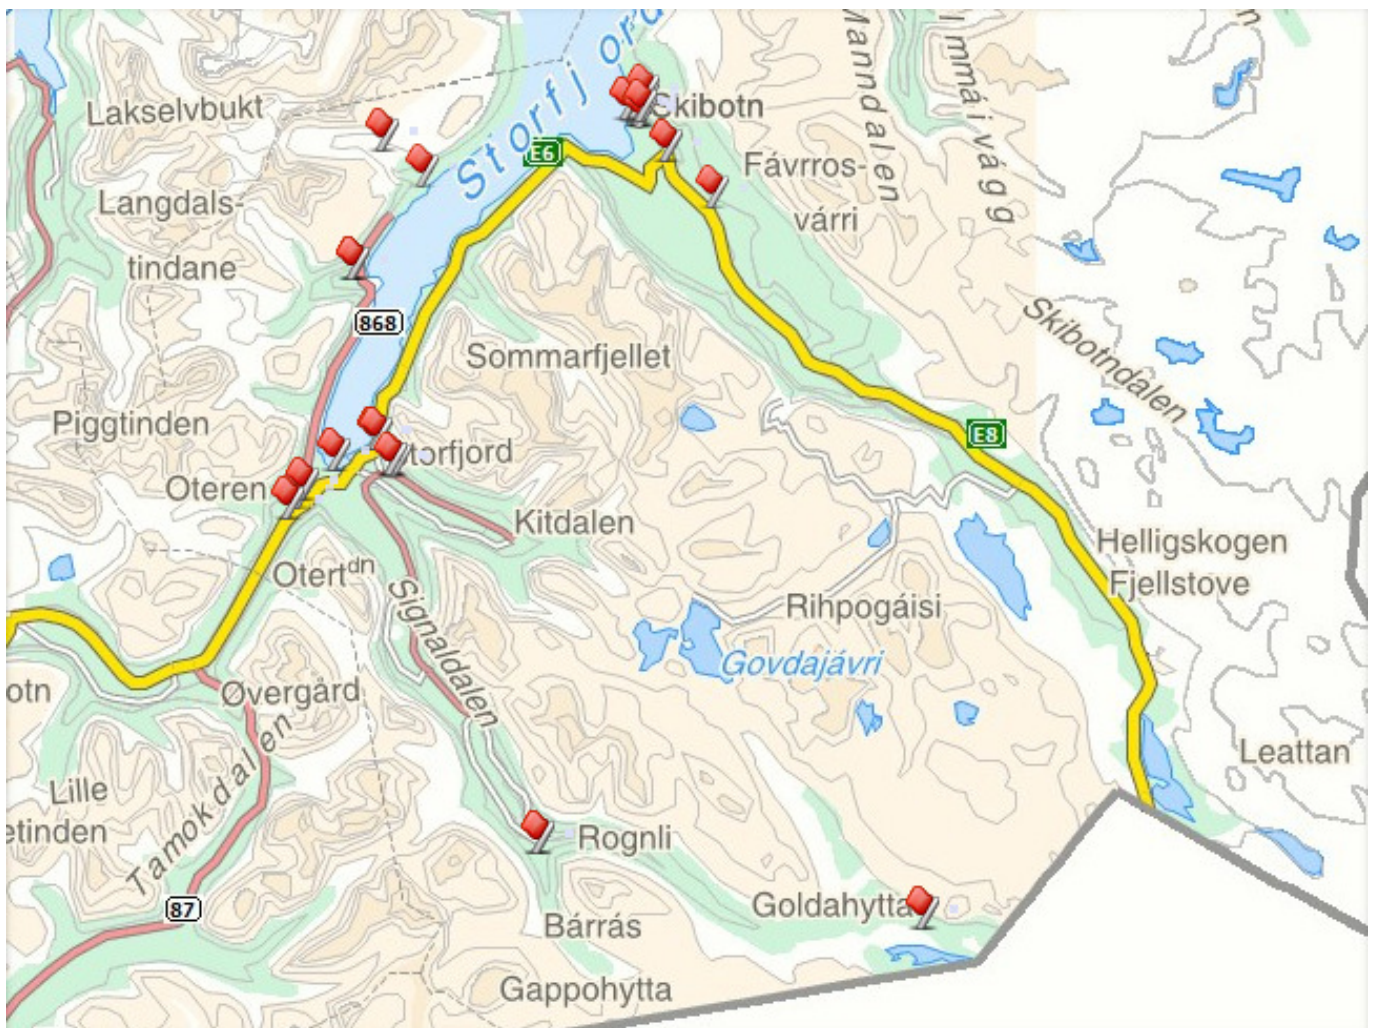 Storfjord
Manndalen
Lakselvbukt
Skibotn
E6
Fávrros-
várri
Langdals-
tindane
868
Skibotndalen
Sommarfjellet
Piggtinden
E8
torfjord
Oteren
Kitdalen
Helligskogen
Fjellstove
Otertdn
Signaldalen
Rihpogáisi
Govdajávri
otn
Øvergård
Leattan
Lille
etinden
Tamokdalen
Rognli
87
Goldahytta
Bárrás
Gappohytta